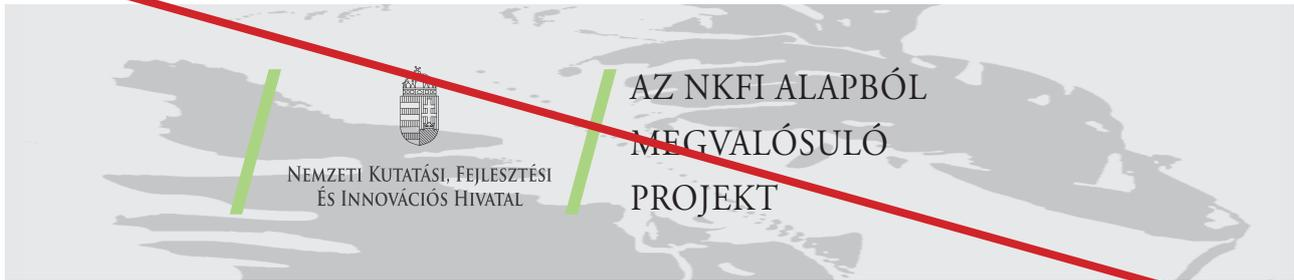 NEMZETI KUTATÁSI, FEJLESZTÉSI
ÉS INNOVÁCIÓS HIVATAL
AZ NKFI ALAPBÓL
MEGVALÓSULÓ
PROJEKT